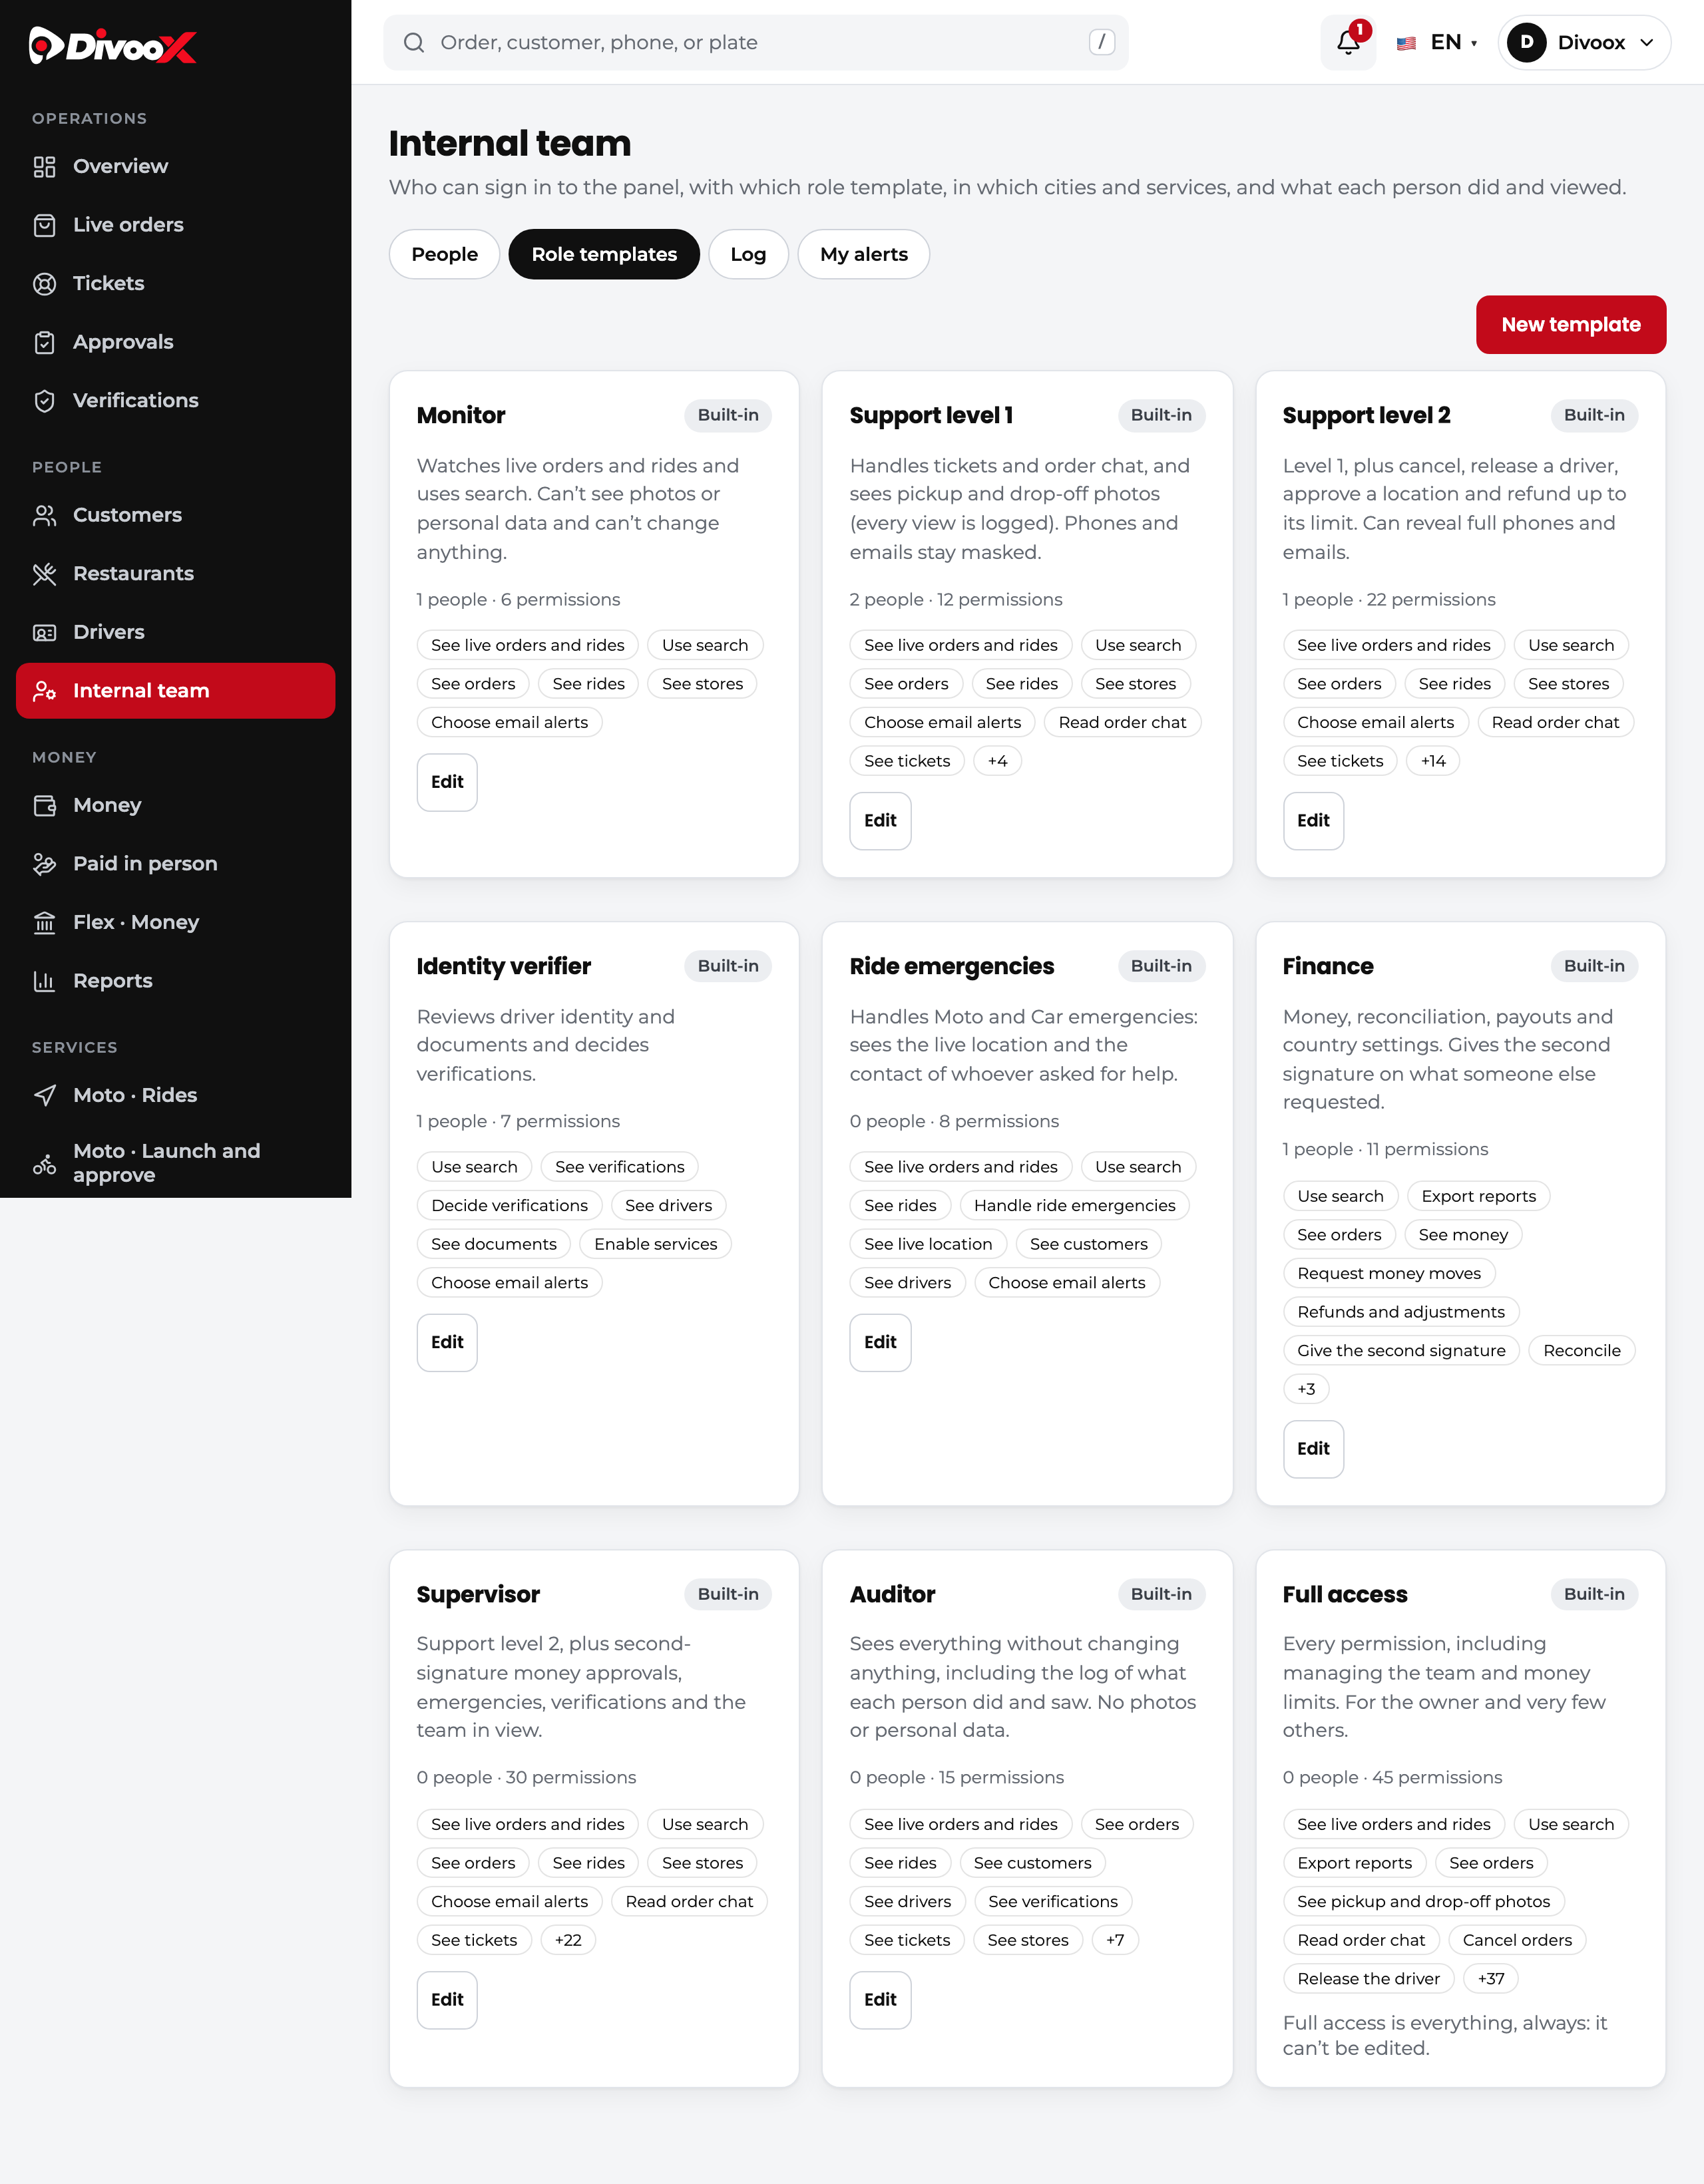 DivooX
Order, customer, phone, or plate
/
1
EN
D
Divoox
OPERATIONS
Overview
Live orders
Tickets
Approvals
Verifications
PEOPLE
Customers
Restaurants
Drivers
Internal team
MONEY
Money
Paid in person
Flex · Money
Reports
SERVICES
Moto · Rides
Moto · Launch and
approve
Internal team
Who can sign in to the panel, with which role template, in which cities and services, and what each person did and viewed.
People
Role templates
Log
My alerts
New template
Monitor
Built-in
Watches live orders and rides and
uses search. Can’t see photos or
personal data and can’t change
anything.
1 people · 6 permissions
See live orders and rides
Use search
See orders
See rides
See stores
Choose email alerts
Edit
Support level 1
Built-in
Handles tickets and order chat, and
sees pickup and drop-off photos
(every view is logged). Phones and
emails stay masked.
2 people · 12 permissions
See live orders and rides
Use search
See orders
See rides
See stores
Choose email alerts
Read order chat
See tickets
+4
Edit
Support level 2
Built-in
Level 1, plus cancel, release a driver,
approve a location and refund up to
its limit. Can reveal full phones and
emails.
1 people · 22 permissions
See live orders and rides
Use search
See orders
See rides
See stores
Choose email alerts
Read order chat
See tickets
+14
Edit
Identity verifier
Built-in
Reviews driver identity and
documents and decides
verifications.
1 people · 7 permissions
Use search
See verifications
Decide verifications
See drivers
See documents
Enable services
Choose email alerts
Edit
Ride emergencies
Built-in
Handles Moto and Car emergencies:
sees the live location and the
contact of whoever asked for help.
0 people · 8 permissions
See live orders and rides
Use search
See rides
Handle ride emergencies
See live location
See customers
See drivers
Choose email alerts
Edit
Finance
Built-in
Money, reconciliation, payouts and
country settings. Gives the second
signature on what someone else
requested.
1 people · 11 permissions
Use search
Export reports
See orders
See money
Request money moves
Refunds and adjustments
Give the second signature
Reconcile
+3
Edit
Supervisor
Built-in
Support level 2, plus second-
signature money approvals,
emergencies, verifications and the
team in view.
0 people · 30 permissions
See live orders and rides
Use search
See orders
See rides
See stores
Choose email alerts
Read order chat
See tickets
+22
Edit
Auditor
Built-in
Sees everything without changing
anything, including the log of what
each person did and saw. No photos
or personal data.
0 people · 15 permissions
See live orders and rides
See orders
See rides
See customers
See drivers
See verifications
See tickets
See stores
+7
Edit
Full access
Built-in
Every permission, including
managing the team and money
limits. For the owner and very few
others.
0 people · 45 permissions
See live orders and rides
Use search
Export reports
See orders
See pickup and drop-off photos
Read order chat
Cancel orders
Release the driver
+37
Full access is everything, always: it
can’t be edited.